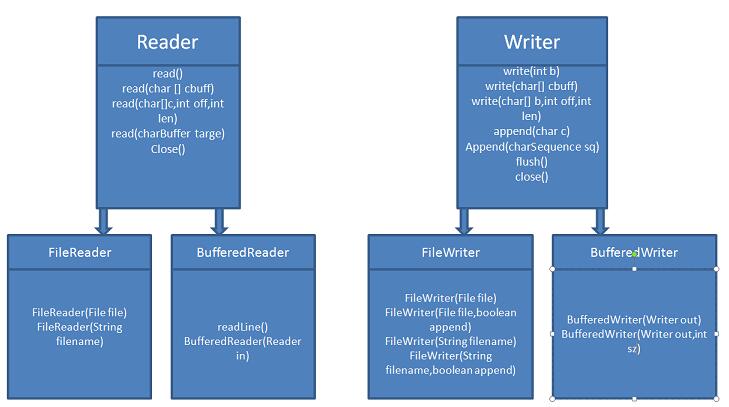 Reader
read()
read(char [] cbuff)
read(char[]c,int off,int
len)
read(charBuffer targe)
Close()
Writer
write(int b)
write(char[] cbuff)
write(char[] b,int off,int
len)
append(char c)
Append(charSequence sq)
flush()
close()
FileReader
FileReader(File file)
FileReader(String
filename)
BufferedReader
readLine()
BufferedReader(Reader
in)
FileWriter
FileWriter(File file)
FileWriter(File file,boolean
append)
FileWriter(String filename)
FileWriter(String
filename,boolean append)
BufferedWriter
BufferedWriter(Writer out)
BufferedWriter(Writer out,int
sz)